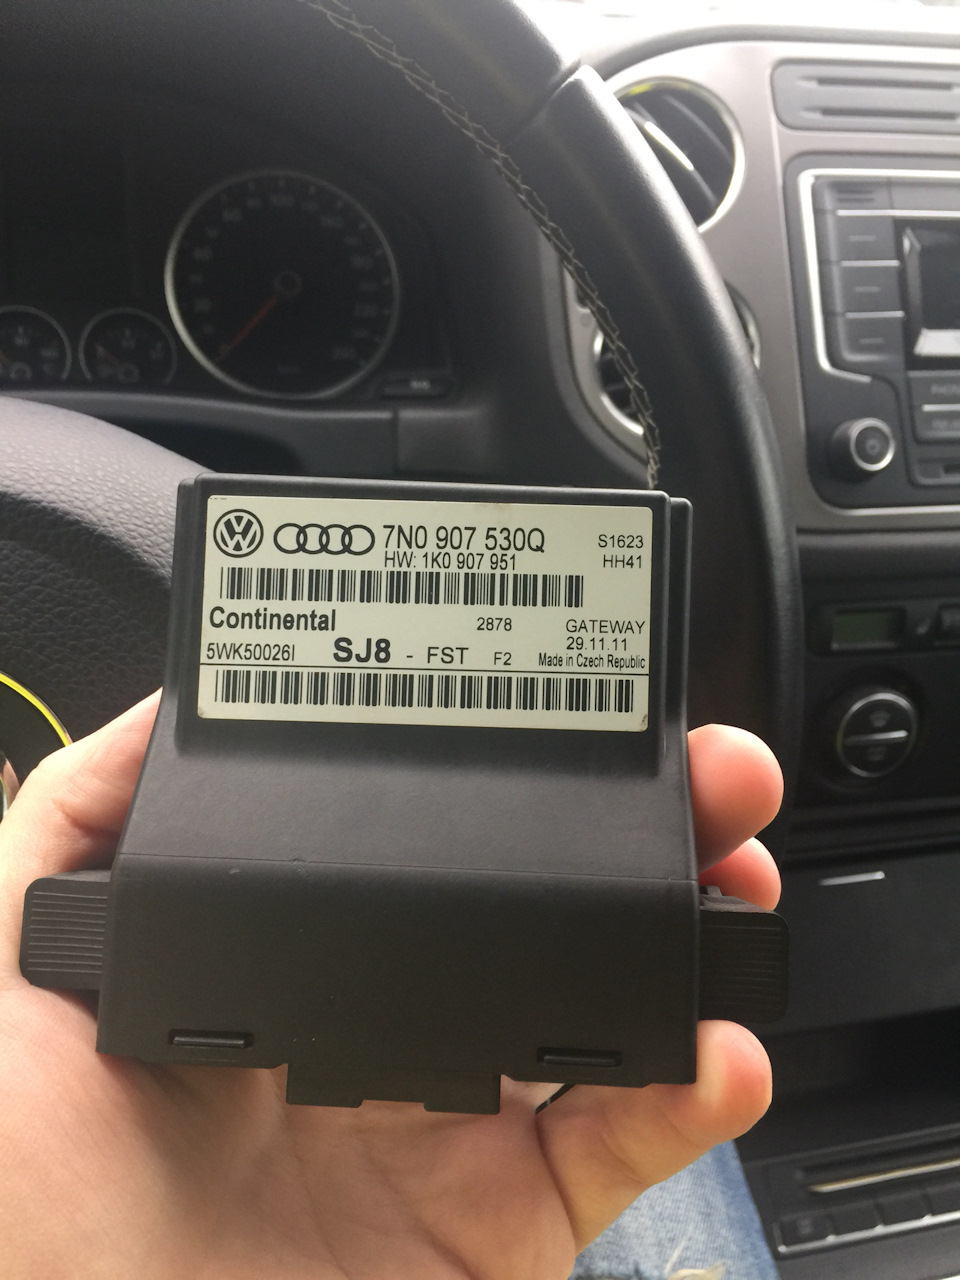 7N0 907 530Q
HW: 1K0 907 951
S1623
HH41
Continental
2878
GATEWAY
29.11.11
5WK50026I
SJ8 - FST F2
Made in Czech Republic